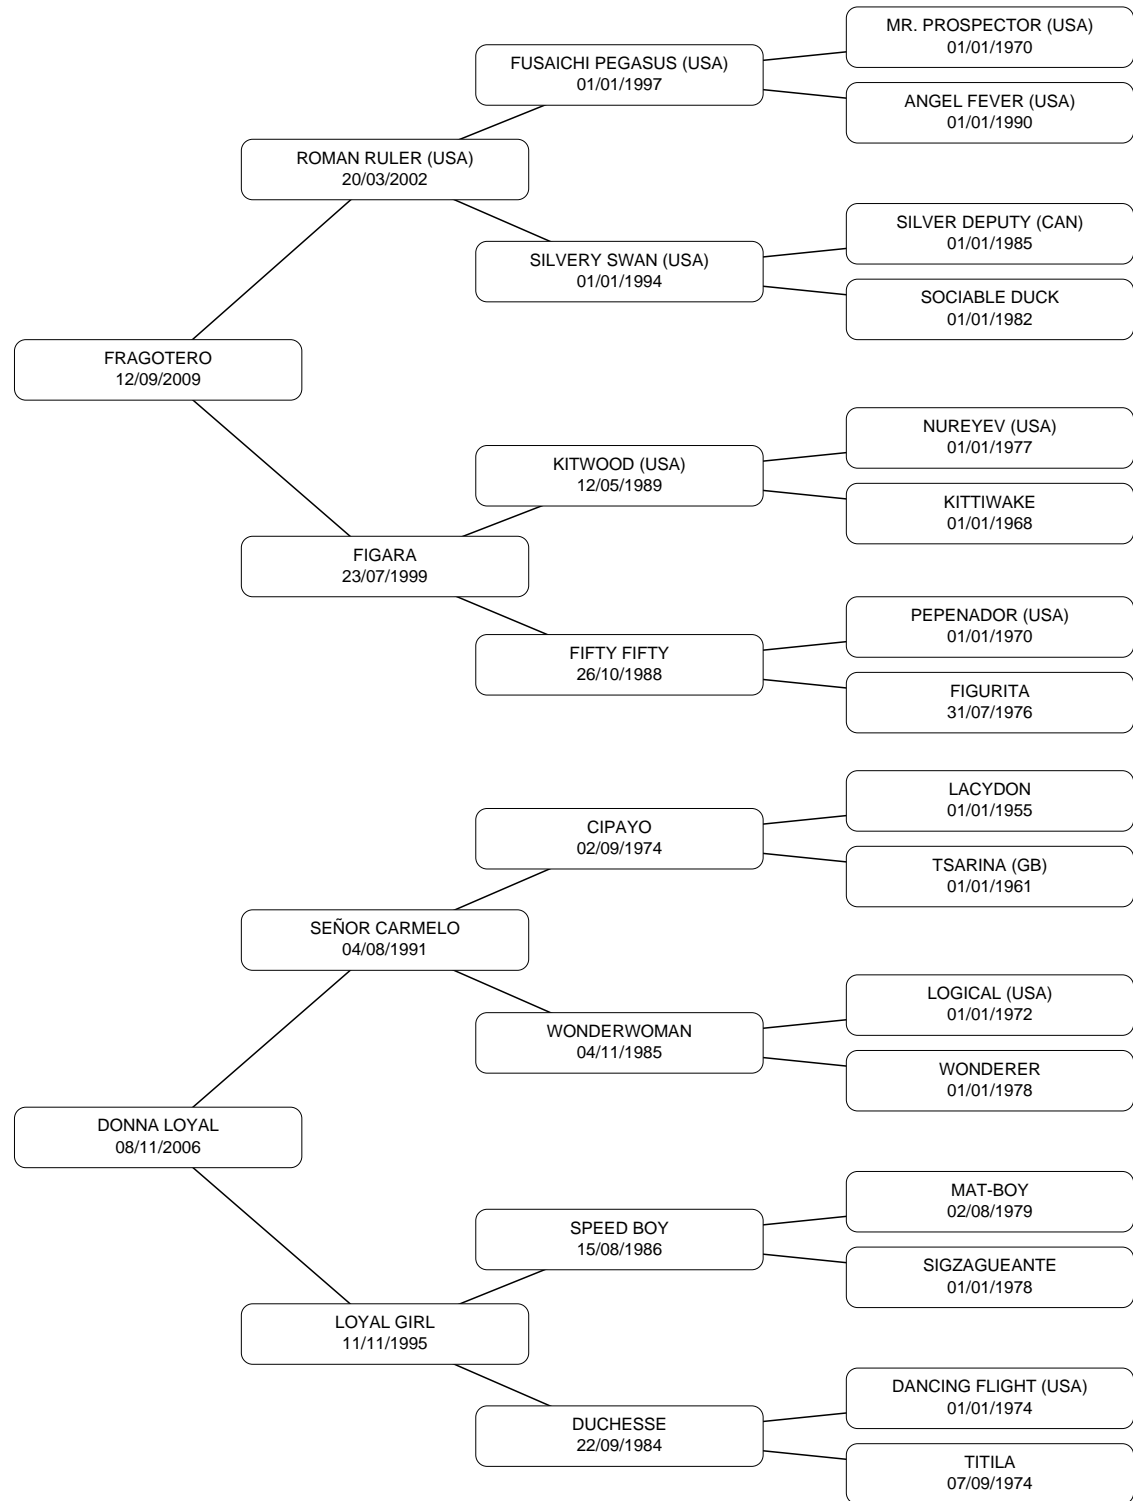 MR. PROSPECTOR (USA)
01/01/1970
FUSAICHI PEGASUS (USA)
01/01/1997
ANGEL FEVER (USA)
01/01/1990
ROMAN RULER (USA)
20/03/2002
SILVER DEPUTY (CAN)
01/01/1985
SILVERY SWAN (USA)
01/01/1994
SOCIABLE DUCK
01/01/1982
FRAGOTERO
12/09/2009
NUREYEV (USA)
01/01/1977
KITWOOD (USA)
12/05/1989
KITTIWAKE
01/01/1968
FIGARA
23/07/1999
PEPENADOR (USA)
01/01/1970
FIFTY FIFTY
26/10/1988
FIGURITA
31/07/1976
LACYDON
01/01/1955
CIPAYO
02/09/1974
TSARINA (GB)
01/01/1961
SEÑOR CARMELO
04/08/1991
LOGICAL (USA)
01/01/1972
WONDERWOMAN
04/11/1985
WONDERER
01/01/1978
DONNA LOYAL
08/11/2006
MAT-BOY
02/08/1979
SPEED BOY
15/08/1986
SIGZAGUEANTE
01/01/1978
LOYAL GIRL
11/11/1995
DANCING FLIGHT (USA)
01/01/1974
DUCHESSE
22/09/1984
TITILA
07/09/1974